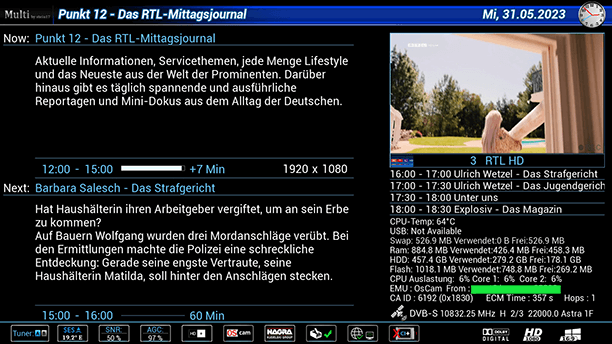 Multi by oerlgon
Punkt 12 - Das RTL-Mittagsjournal
Mi, 31.05.2023
Now: Punkt 12 - Das RTL-Mittagsjournal
Aktuelle Informationen, Servicethemen, jede Menge Lifestyle
und das Neueste aus der Welt der Prominenten. Darüber
hinaus gibt es täglich spannende und ausführliche
Reportagen und Mini-Dokus aus dem Alltag der Deutschen.
12:00 - 15:00 +7 Min 1920 x 1080
Next: Barbara Salesch - Das Strafgericht
Hat Haushälterin ihren Arbeitgeber vergiftet, um an sein Erbe
zu kommen?
Auf Bauern Wolfgang wurden drei Mordanschläge verübt. Bei
den Ermittlungen machte die Polizei eine schreckliche
Entdeckung: Gerade seine engste Vertraute, seine
Haushälterin Matilda, soll hinter den Anschlägen stecken.
15:00 - 16:00 60 Min
3 RTL HD
16:00 - 17:00 Ulrich Wetzel - Das Strafgericht
17:00 - 17:30 Ulrich Wetzel - Das Jugendgerich
17:30 - 18:00 Unter uns
18:00 - 18:30 Explosiv - Das Magazin
CPU-Temp: 64°C
USB: Not Available
Swap: 526.9 MB Verwendet:0 B Frei:526.9 MB
Ram: 884.8 MB Verwendet:426.4 MB Frei:458.3 MB
HDD: 457.4 GB Verwendet:279.2 GB Frei:178.1 GB
Flash: 1018.1 MB Verwendet:748.8 MB Frei:269.2 MB
CPU Auslastung: 6% Core 1: 6% Core 2: 6%
EMU : OsCam From :
CA ID : 6192 (0x1830) ECM Time : 357 s Hops : 1
DVB-S 10832.25 MHz H 2/3 22000.0 Astra 1F
Tuner: A B
SES 19.2° E
SNR: 50 %
AGC: 97 %
HD+
OScam
NAGRA
KUDELSKI GROUP
CI+
DOLBY DIGITAL
HD 1080
16:9